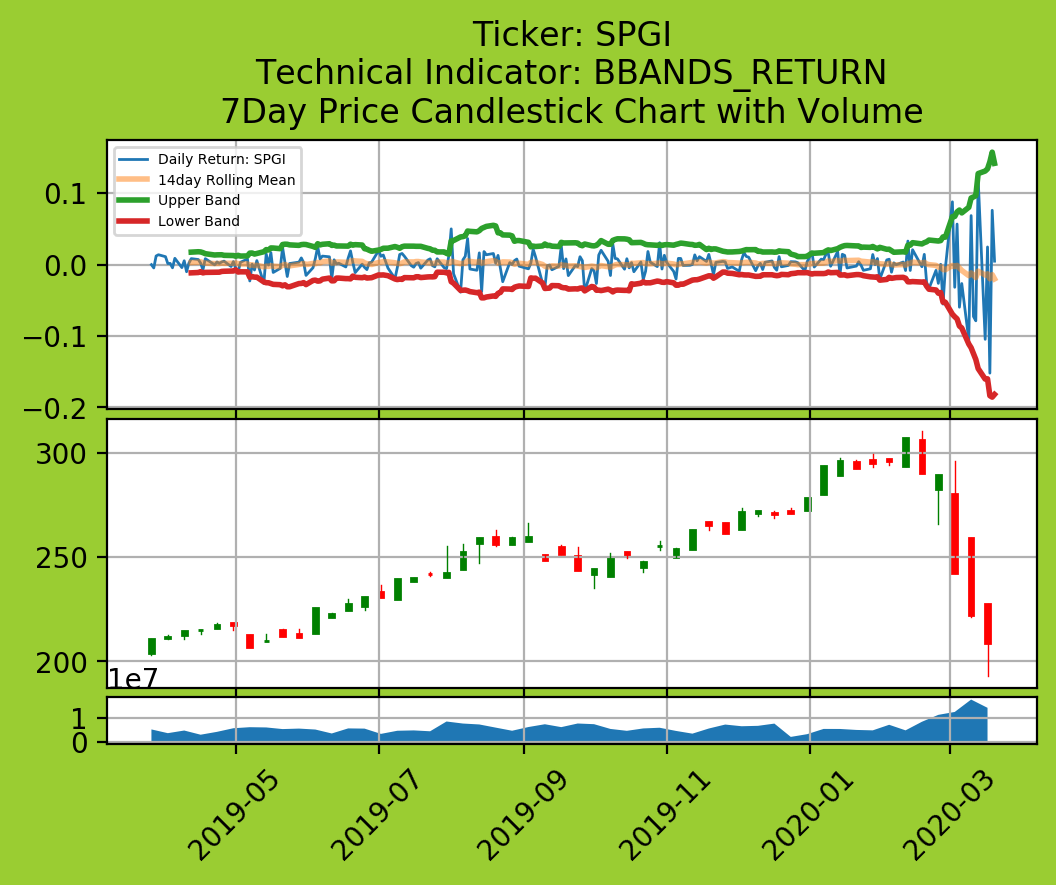 Ticker: SPGI
Technical Indicator: BBANDS_RETURN
7Day Price Candlestick Chart with Volume
Daily Return: SPGI
14day Rolling Mean
Upper Band
Lower Band
0.1
0.0
−0.1
−0.2
300
250
200
1e7
1
0
2019-05
2019-07
2019-09
2019-11
2020-01
2020-03